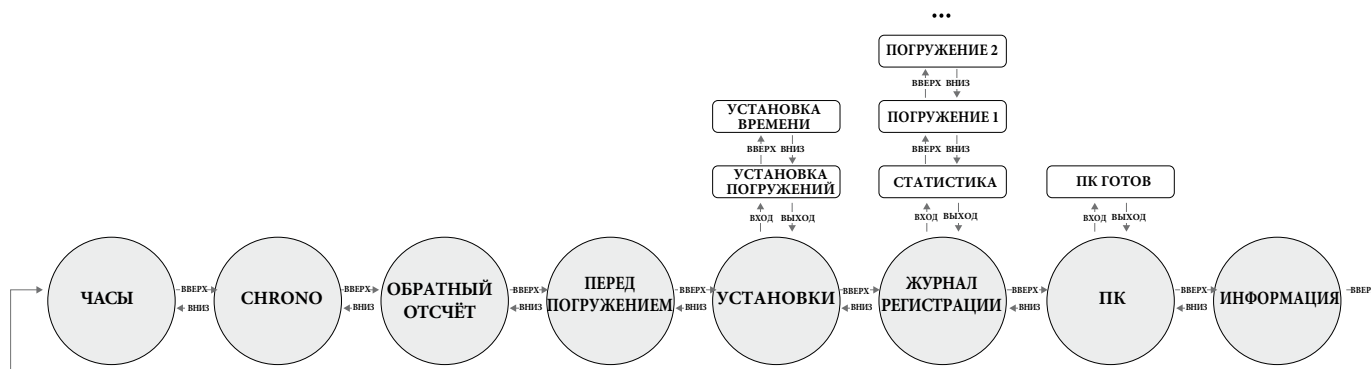 ...
ПОГРУЖЕНИЕ 2
ВВЕРХ ВНИЗ
УСТАНОВКА
ВРЕМЕНИ
ПОГРУЖЕНИЕ 1
ВВЕРХ ВНИЗ
ВВЕРХ ВНИЗ
УСТАНОВКА
ПОГРУЖЕНИЙ
СТАТИСТИКА
ПК ГОТОВ
ВХОД ВЫХОД
ВХОД ВЫХОД
ВХОД ВЫХОД
ЧАСЫ
ВВЕРХ
ВНИЗ
CHRONO
ВВЕРХ
ВНИЗ
ОБРАТНЫЙ
ОТСЧЁТ
ВВЕРХ
ВНИЗ
ПЕРЕД
ПОГРУЖЕНИЕМ
ВВЕРХ
ВНИЗ
УСТАНОВКИ
ВВЕРХ
ВНИЗ
ЖУРНАЛ
РЕГИСТРАЦИИ
ВВЕРХ
ВНИЗ
ПК
ВВЕРХ
ВНИЗ
ИНФОРМАЦИЯ
ВВЕР